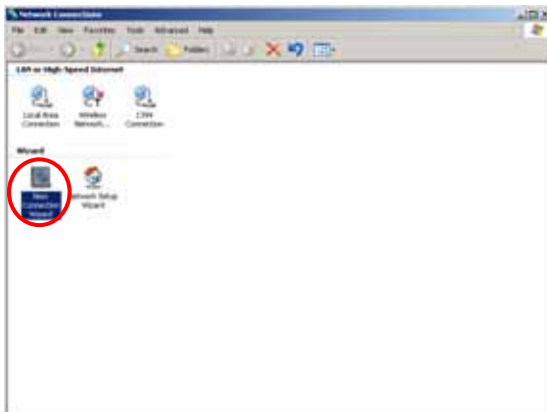 Network Connections
File Edit View Favorites Tools Advanced Help
Search Folders
LAN or High-Speed Internet
Local Area
Connection
Wireless
Network...
1394
Connection
Wizard
New
Connection
Wizard
Network Setup
Wizard